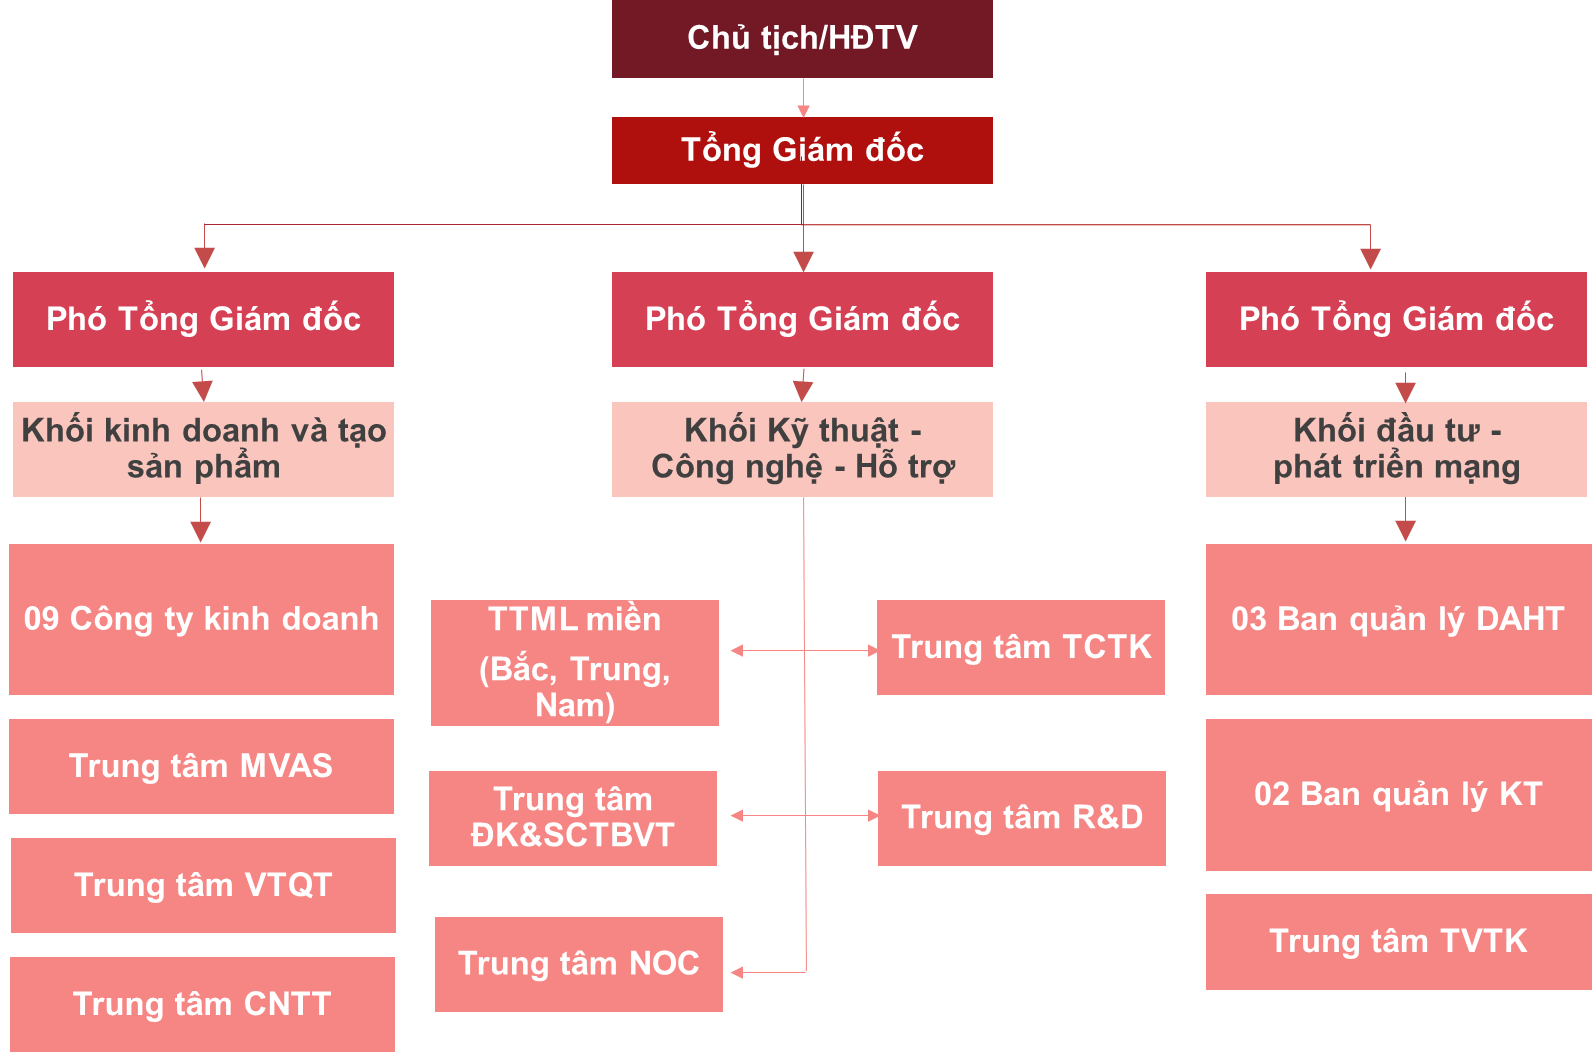 Chủ tịch/HĐTV
Tổng Giám đốc
Phó Tổng Giám đốc
Phó Tổng Giám đốc
Phó Tổng Giám đốc
Khối kinh doanh và tạo
sản phẩm
Khối Kỹ thuật -
Công nghệ - Hỗ trợ
Khối đầu tư -
phát triển mạng
09 Công ty kinh doanh
Trung tâm MVAS
Trung tâm VTQT
Trung tâm CNTT
TTML miền
(Bắc, Trung,
Nam)
Trung tâm
ĐK&SCTBVT
Trung tâm NOC
Trung tâm TCTK
Trung tâm R&D
03 Ban quản lý DAHT
02 Ban quản lý KT
Trung tâm TVTK